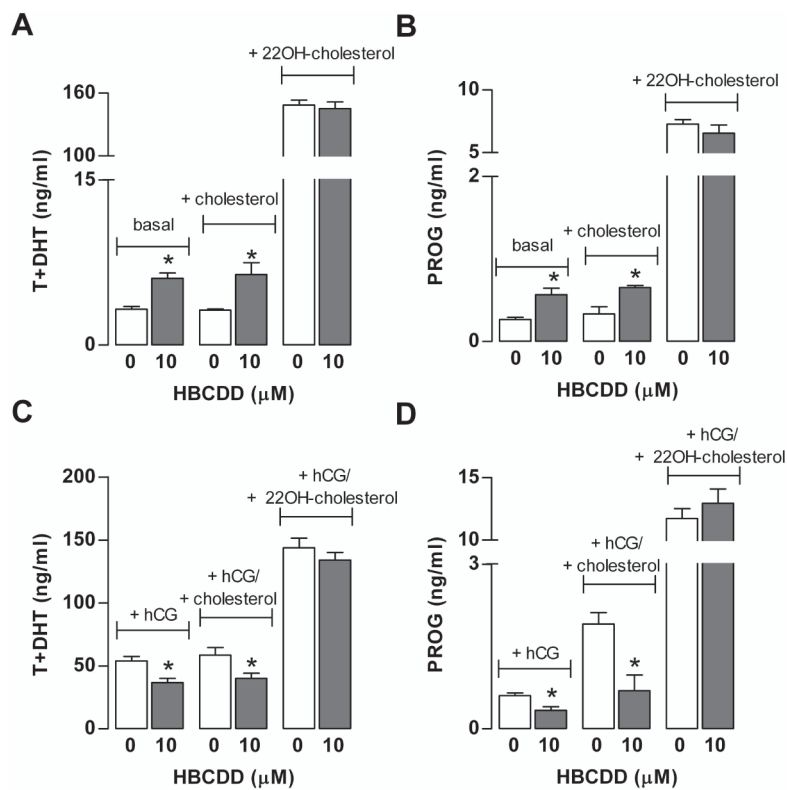 A
+ 22OH-cholesterol
160
100
15
0
T+DHT (ng/ml)
basal
+ cholesterol
*
*
0 10 0 10 0 10
HBCDD (μM)
B
+ 22OH-cholesterol
10
5
2
0
PROG (ng/ml)
basal
+ cholesterol
*
*
0 10 0 10 0 10
HBCDD (μM)
C
200
150
100
50
0
T+DHT (ng/ml)
+ hCG
+ hCG/
+ cholesterol
+ hCG/
+ 22OH-cholesterol
*
*
0 10 0 10 0 10
HBCDD (μM)
D
15
10
3
0
PROG (ng/ml)
+ hCG
+ hCG/
+ cholesterol
+ hCG/
+ 22OH-cholesterol
*
*
0 10 0 10 0 10
HBCDD (μM)